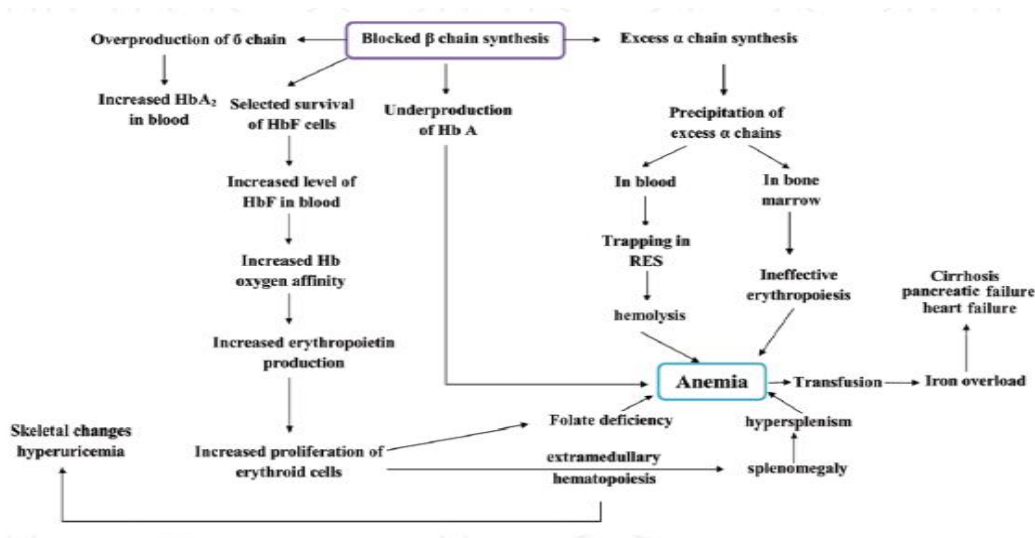 Overproduction of δ chain
Blocked β chain synthesis
Excess α chain synthesis
Increased HbA₂
in blood
Selected survival
of HbF cells
Underproduction
of Hb A
Precipitation of
excess α chains
Increased level of
HbF in blood
In blood
In bone
marrow
Trapping in
RES
Increased Hb
oxygen affinity
Ineffective
erythropoiesis
Cirrhosis
pancreatic failure
heart failure
hemolysis
Increased erythropoietin
production
Anemia
Transfusion
Iron overload
Folate deficiency
hypersplenism
Skeletal changes
hyperuricemia
Increased proliferation of
erythroid cells
extramedullary
hematopoiesis
splenomegaly